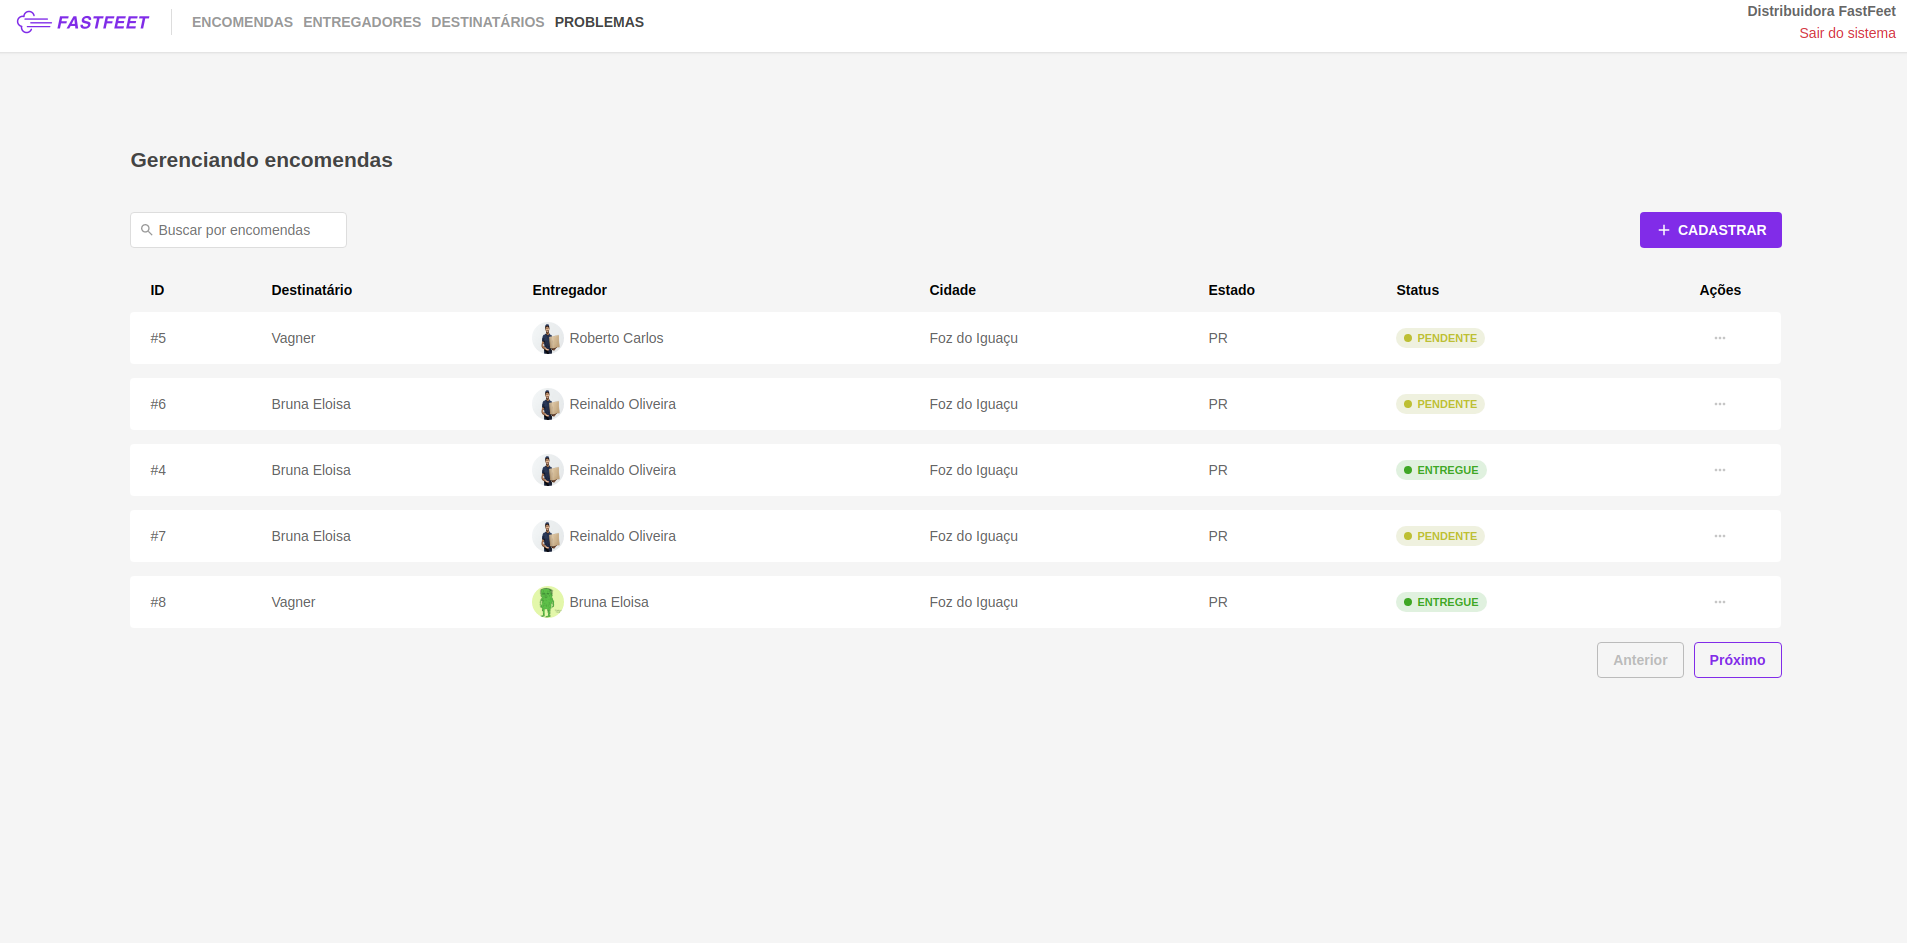 FASTFEET ENCOMENDAS ENTREGADORES DESTINATÁRIOS PROBLEMAS
Distribuidora FastFeet
Sair do sistema
Gerenciando encomendas
Buscar por encomendas
+ CADASTRAR
ID Destinatário Entregador Cidade Estado Status Ações
#5 Vagner Roberto Carlos Foz do Iguaçu PR PENDENTE ...
#6 Bruna Eloisa Reinaldo Oliveira Foz do Iguaçu PR PENDENTE ...
#4 Bruna Eloisa Reinaldo Oliveira Foz do Iguaçu PR ENTREGUE ...
#7 Bruna Eloisa Reinaldo Oliveira Foz do Iguaçu PR PENDENTE ...
#8 Vagner Bruna Eloisa Foz do Iguaçu PR ENTREGUE ...
Anterior Próximo